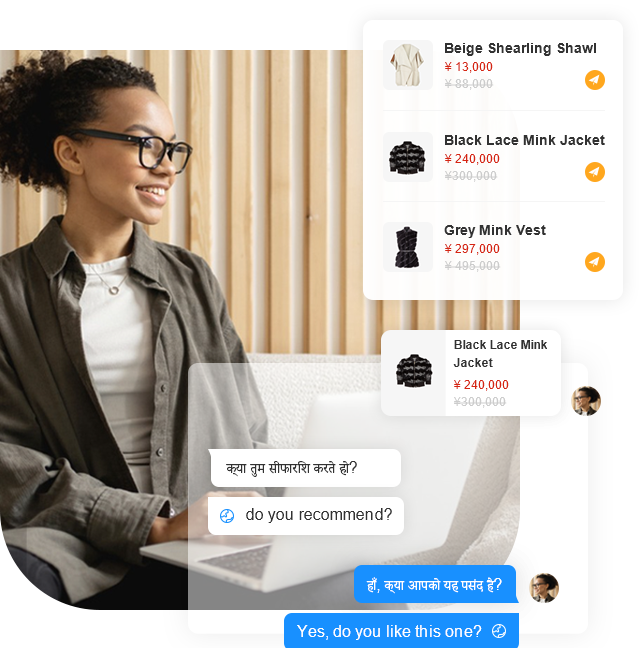 Beige Shearling Shawl
¥ 13,000
¥ 88,000
Black Lace Mink Jacket
¥ 240,000
¥300,000
Grey Mink Vest
¥ 297,000
¥ 495,000
Black Lace Mink
Jacket
¥ 240,000
¥300,000
क्या तुम सीफारशि करते हो?
do you recommend?
हाँ, क्या आपको यह पसंद है?
Yes, do you like this one?